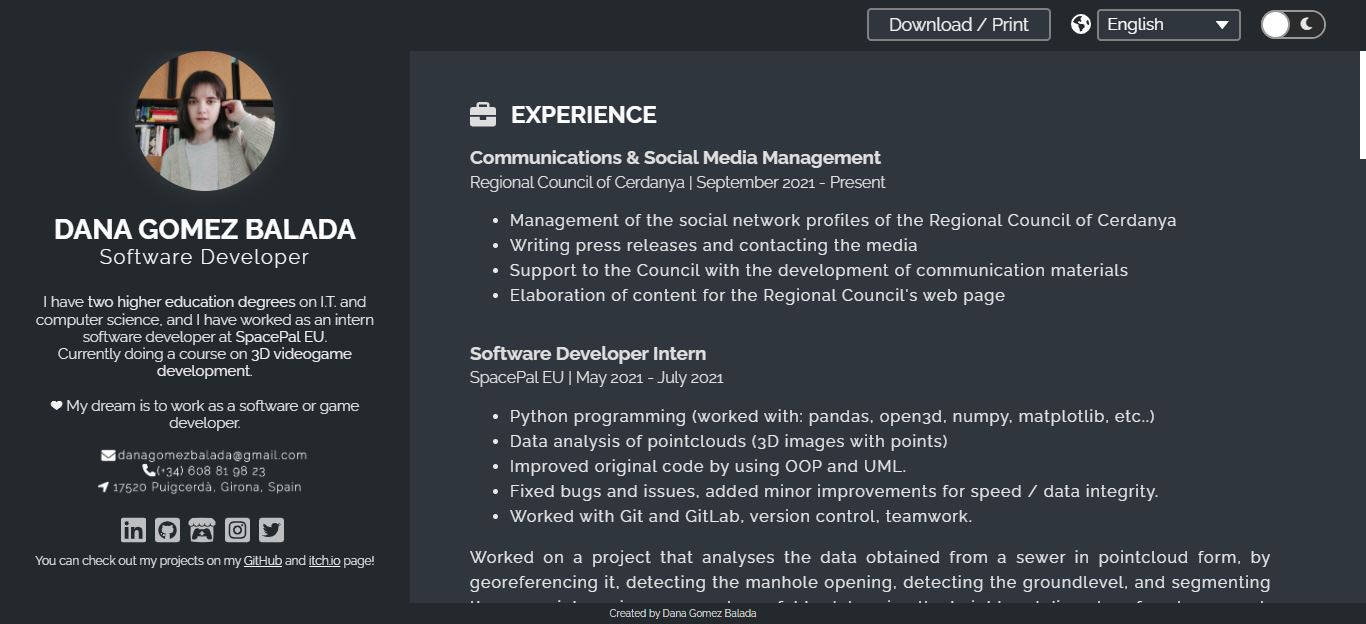 Download / Print
English
DANA GOMEZ BALADA
Software Developer
I have two higher education degrees on I.T. and
computer science, and I have worked as an intern
software developer at SpacePal EU.
Currently doing a course on 3D videogame
development.
My dream is to work as a software or game
developer.
danagomezbalada@gmail.com
(+34) 608 81 98 23
17520 Puigcerdà, Girona, Spain
You can check out my projects on my GitHub and itch.io page!
EXPERIENCE
Communications & Social Media Management
Regional Council of Cerdanya | September 2021 - Present
• Management of the social network profiles of the Regional Council of Cerdanya
• Writing press releases and contacting the media
• Support to the Council with the development of communication materials
• Elaboration of content for the Regional Council's web page
Software Developer Intern
SpacePal EU | May 2021 - July 2021
• Python programming (worked with: pandas, open3d, numpy, matplotlib, etc..)
• Data analysis of pointclouds (3D images with points)
• Improved original code by using OOP and UML.
• Fixed bugs and issues, added minor improvements for speed / data integrity.
• Worked with Git and GitLab, version control, teamwork.
Worked on a project that analyses the data obtained from a sewer in pointcloud form, by
georeferencing it, detecting the manhole opening, detecting the groundlevel, and segmenting
Created by Dana Gomez Balada